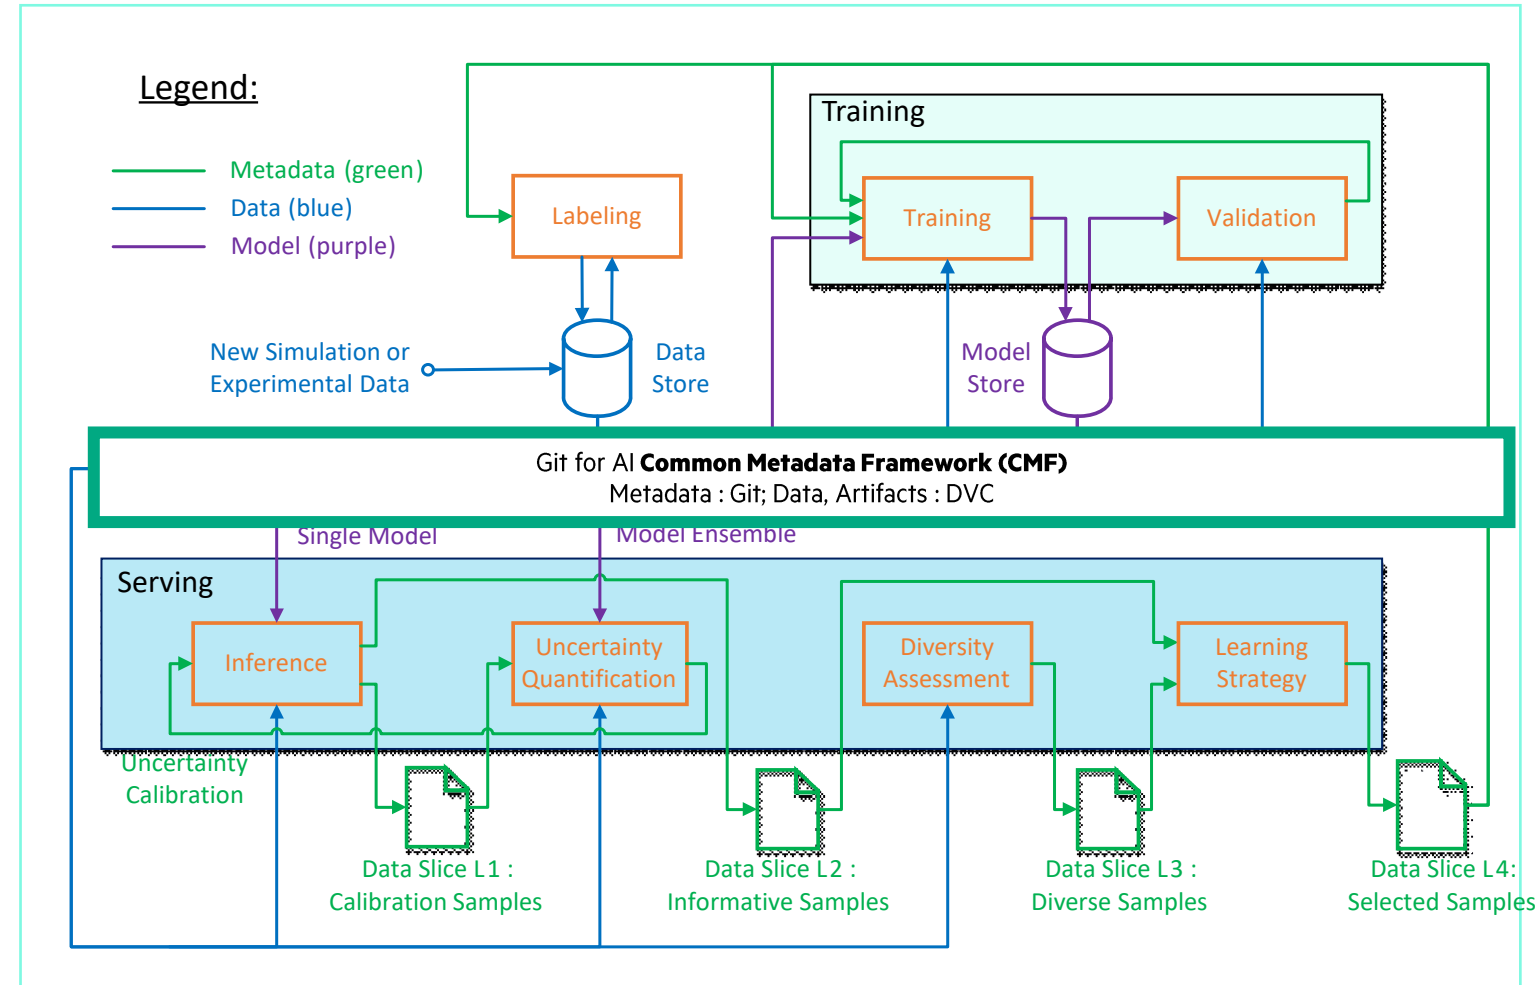 Legend:
Metadata (green)
Data (blue)
Model (purple)
Training
Labeling
Training
Validation
New Simulation or
Experimental Data
Data
Store
Model
Store
Git for AI Common Metadata Framework (CMF)
Metadata : Git; Data, Artifacts : DVC
Single Model
Model Ensemble
Serving
Inference
Uncertainty
Quantification
Diversity
Assessment
Learning
Strategy
Uncertainty
Calibration
Data Slice L1 :
Calibration Samples
Data Slice L2 :
Informative Samples
Data Slice L3 :
Diverse Samples
Data Slice L4:
Selected Samples